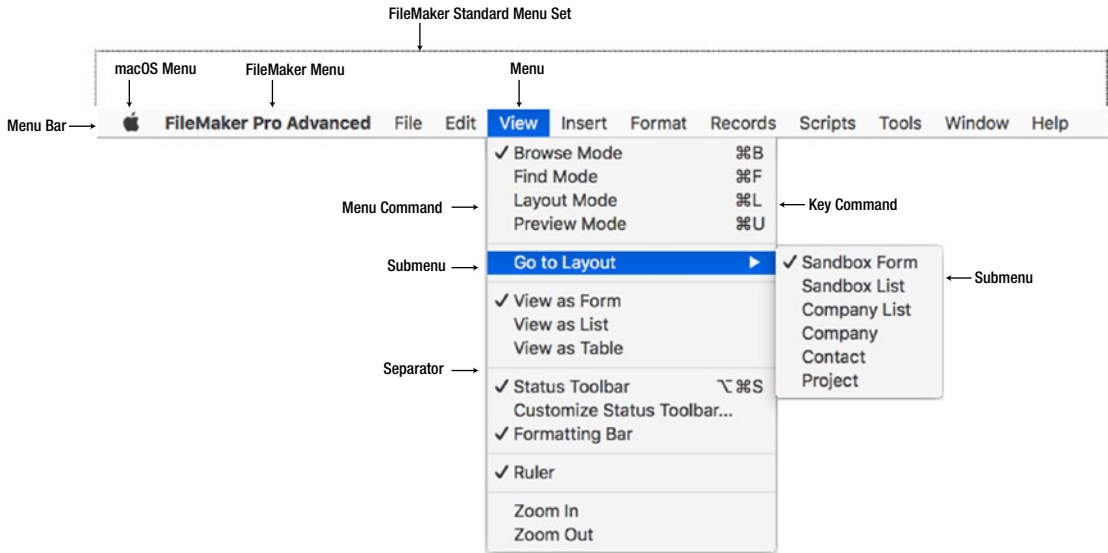 FileMaker Standard Menu Set
macOS Menu FileMaker Menu Menu
Menu Bar FileMaker Pro Advanced File Edit View Insert Format Records Scripts Tools Window Help
✓ Browse Mode ⌘B
Find Mode ⌘F
Menu Command Layout Mode ⌘L Key Command
Preview Mode ⌘U
Submenu Go to Layout ▶ ✓ Sandbox Form
Sandbox List Submenu
Company List
Company
Contact
Project
✓ View as Form
View as List
View as Table
Separator
✓ Status Toolbar ⌥⌘S
Customize Status Toolbar...
✓ Formatting Bar
✓ Ruler
Zoom In
Zoom Out